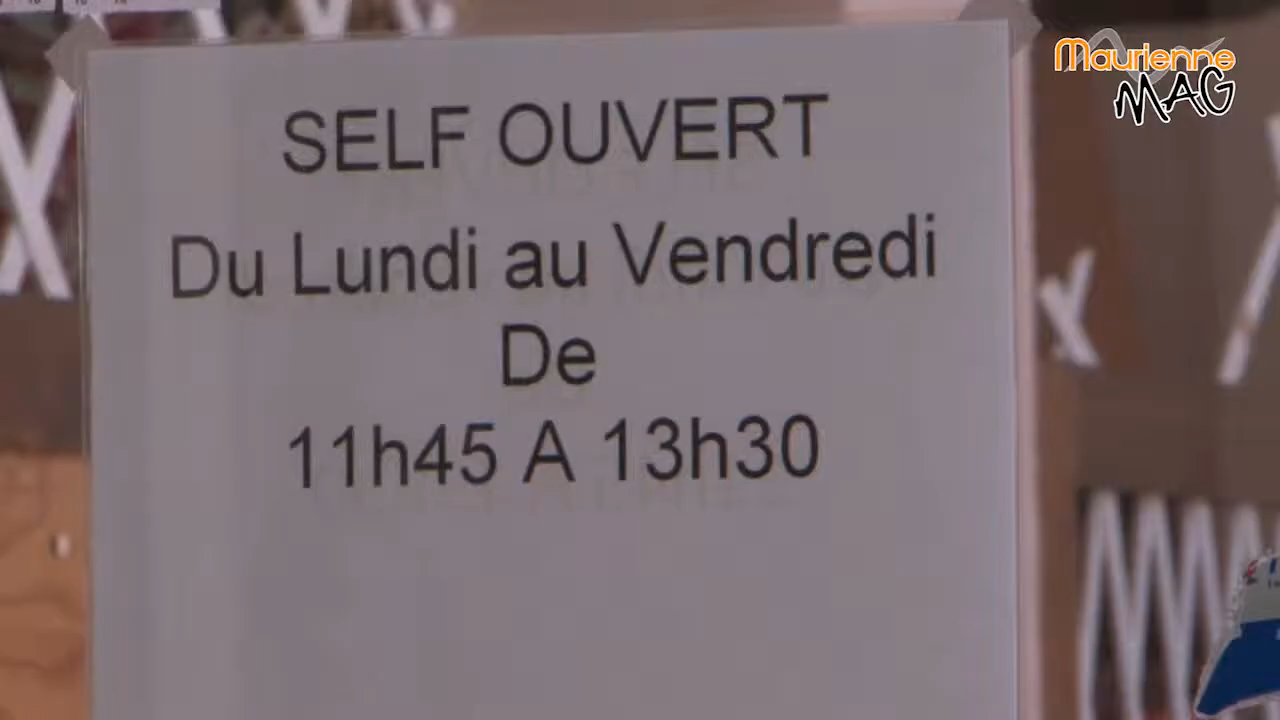 Maurienne
MAG
SELF OUVERT
Du Lundi au Vendredi
De
11h45 A 13h30